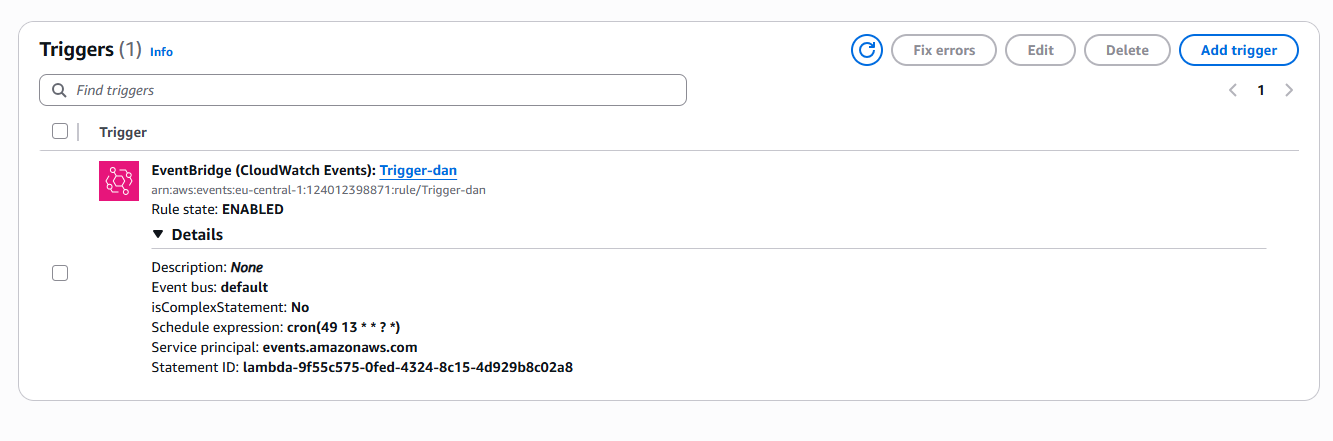 Triggers (1) Info
Fix errors
Edit
Delete
Add trigger
Find triggers
1
Trigger
EventBridge (CloudWatch Events): Trigger-dan
arn:aws:events:eu-central-1:124012398871:rule/Trigger-dan
Rule state: ENABLED
Details
Description: None
Event bus: default
isComplexStatement: No
Schedule expression: cron(49 13 * * ? *)
Service principal: events.amazonaws.com
Statement ID: lambda-9f55c575-0fed-4324-8c15-4d929b8c02a8